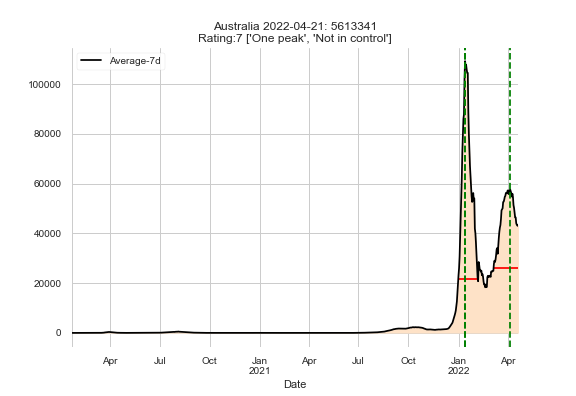 Australia 2022-04-21: 5613341
Rating:7 ['One peak', 'Not in control']
Average-7d
100000
80000
60000
40000
20000
0
Apr Jul Oct Jan Apr Jul Oct Jan Apr
2021 2022
Date